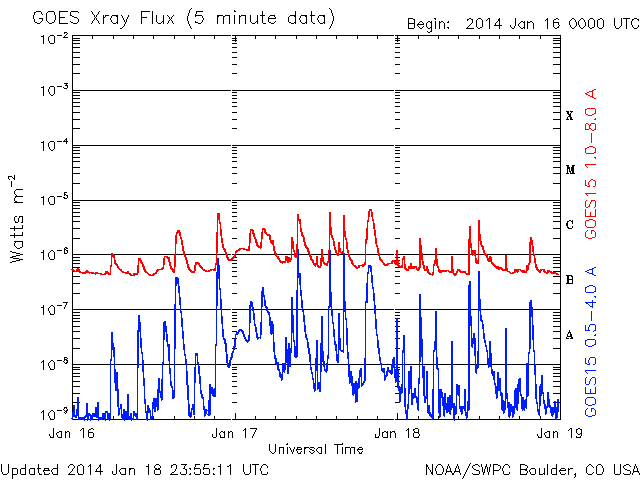 GOES Xray Flux (5 minute data)
Begin: 2014 Jan 16 0000 UTC
10-2
10-3
10-4
10-5
10-6
10-7
10-8
10-9
Watts m-2
X
M
C
B
A
GOES15 1.0-8.0 A
GOES15 0.5-4.0 A
Jan 16
Jan 17
Jan 18
Jan 19
Universal Time
Updated 2014 Jan 18 23:55:11 UTC
NOAA/SWPC Boulder, CO USA